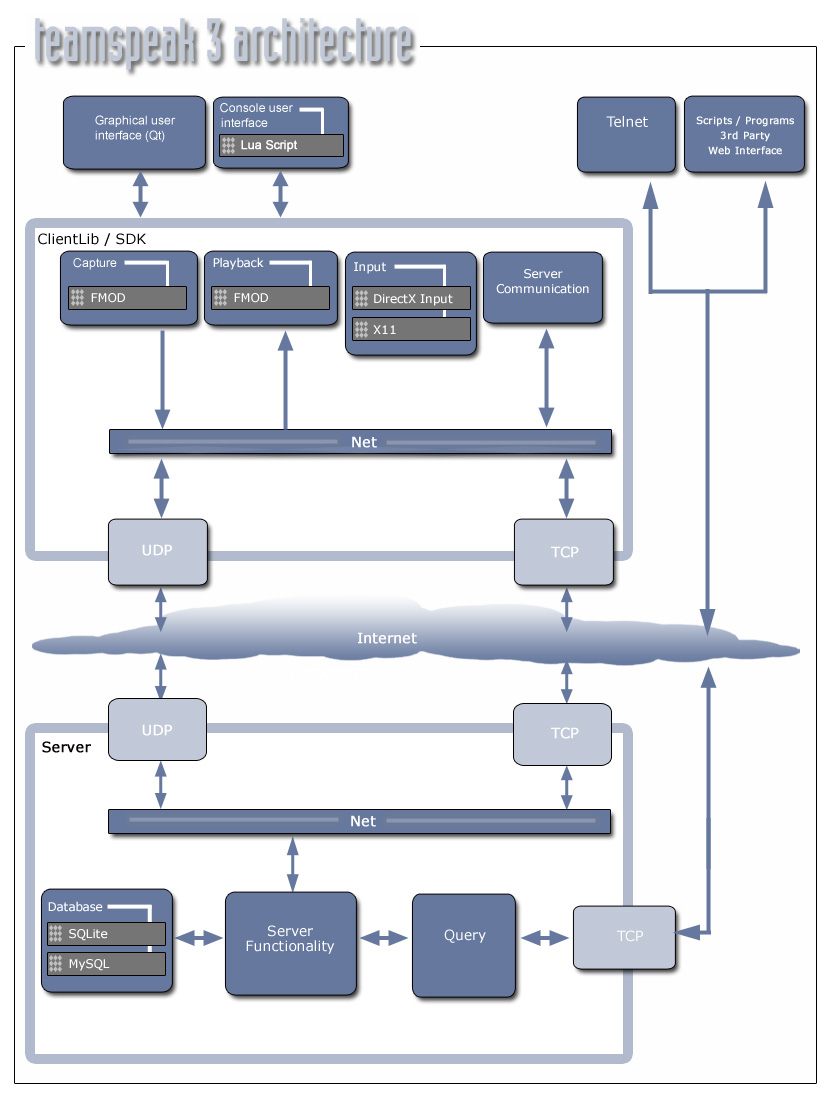 teamspeak 3 architecture
Graphical user
interface (Qt)
Console user
interface
Lua Script
Telnet
Scripts / Programs
3rd Party
Web Interface
ClientLib / SDK
Capture
FMOD
Playback
FMOD
Input
DirectX Input
X11
Server
Communication
Net
UDP
TCP
Internet
UDP
TCP
Server
Net
Database
SQLite
MySQL
Server
Functionality
Query
TCP